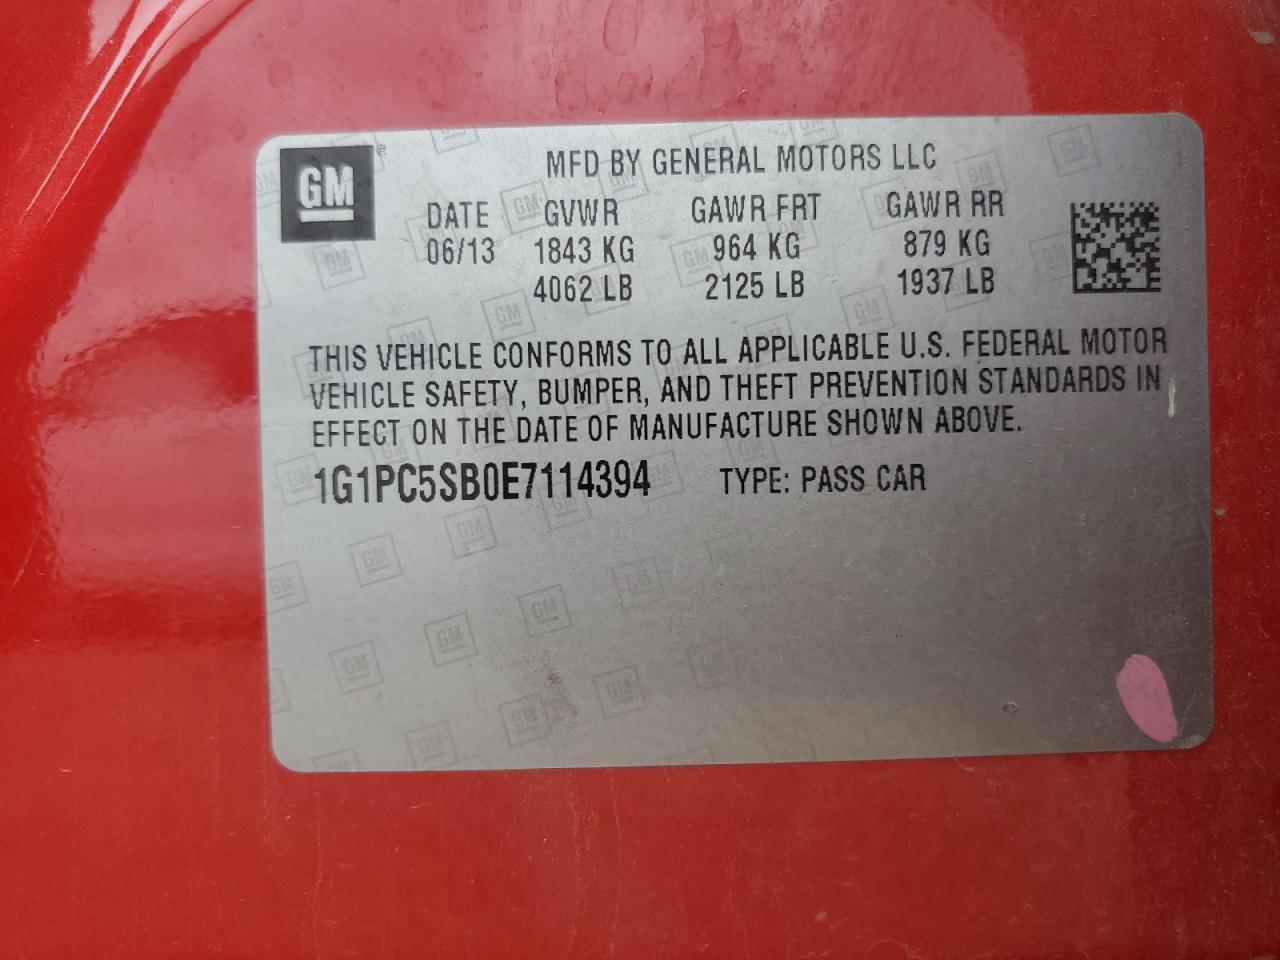 GM®
MFD BY GENERAL MOTORS LLC
DATE GVWR GAWR FRT GAWR RR
06/13 1843 KG 964 KG 879 KG
4062 LB 2125 LB 1937 LB
THIS VEHICLE CONFORMS TO ALL APPLICABLE U.S. FEDERAL MOTOR
VEHICLE SAFETY, BUMPER, AND THEFT PREVENTION STANDARDS IN
EFFECT ON THE DATE OF MANUFACTURE SHOWN ABOVE.
1G1PC5SB0E7114394 TYPE: PASS CAR